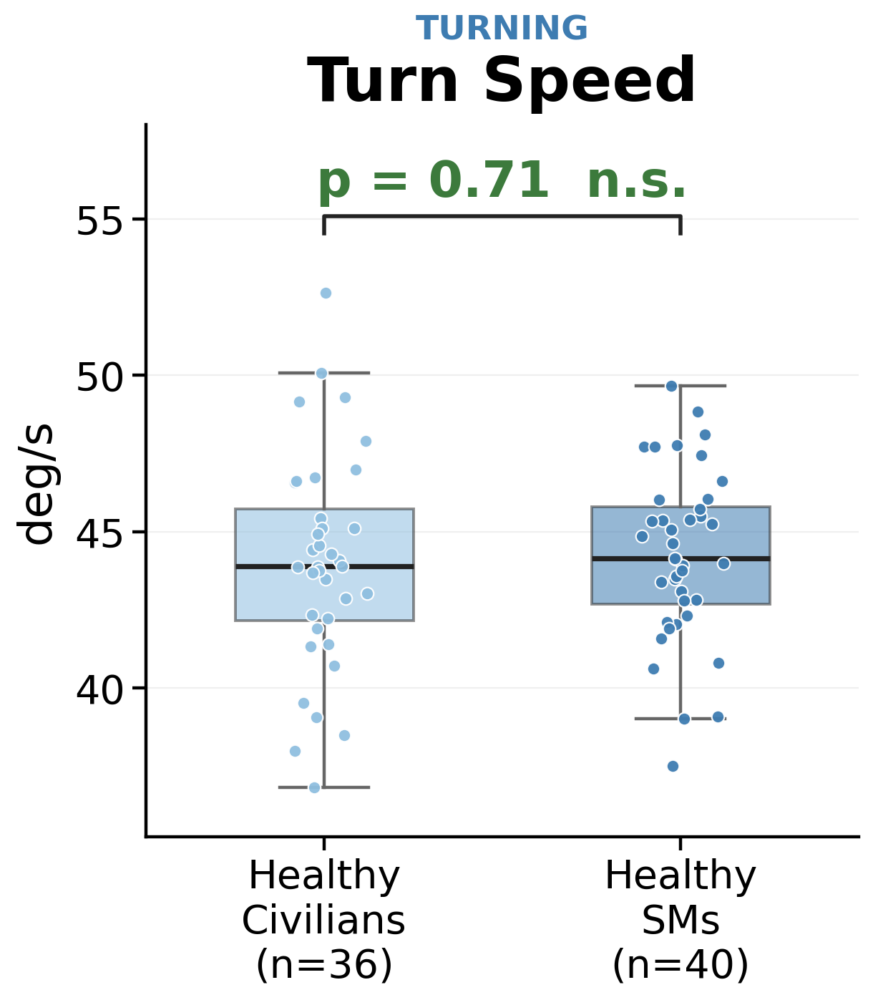 TURNING
Turn Speed
p = 0.71  n.s.
55
50
45
40
deg/s
Healthy
Civilians
(n=36)
Healthy
SMs
(n=40)